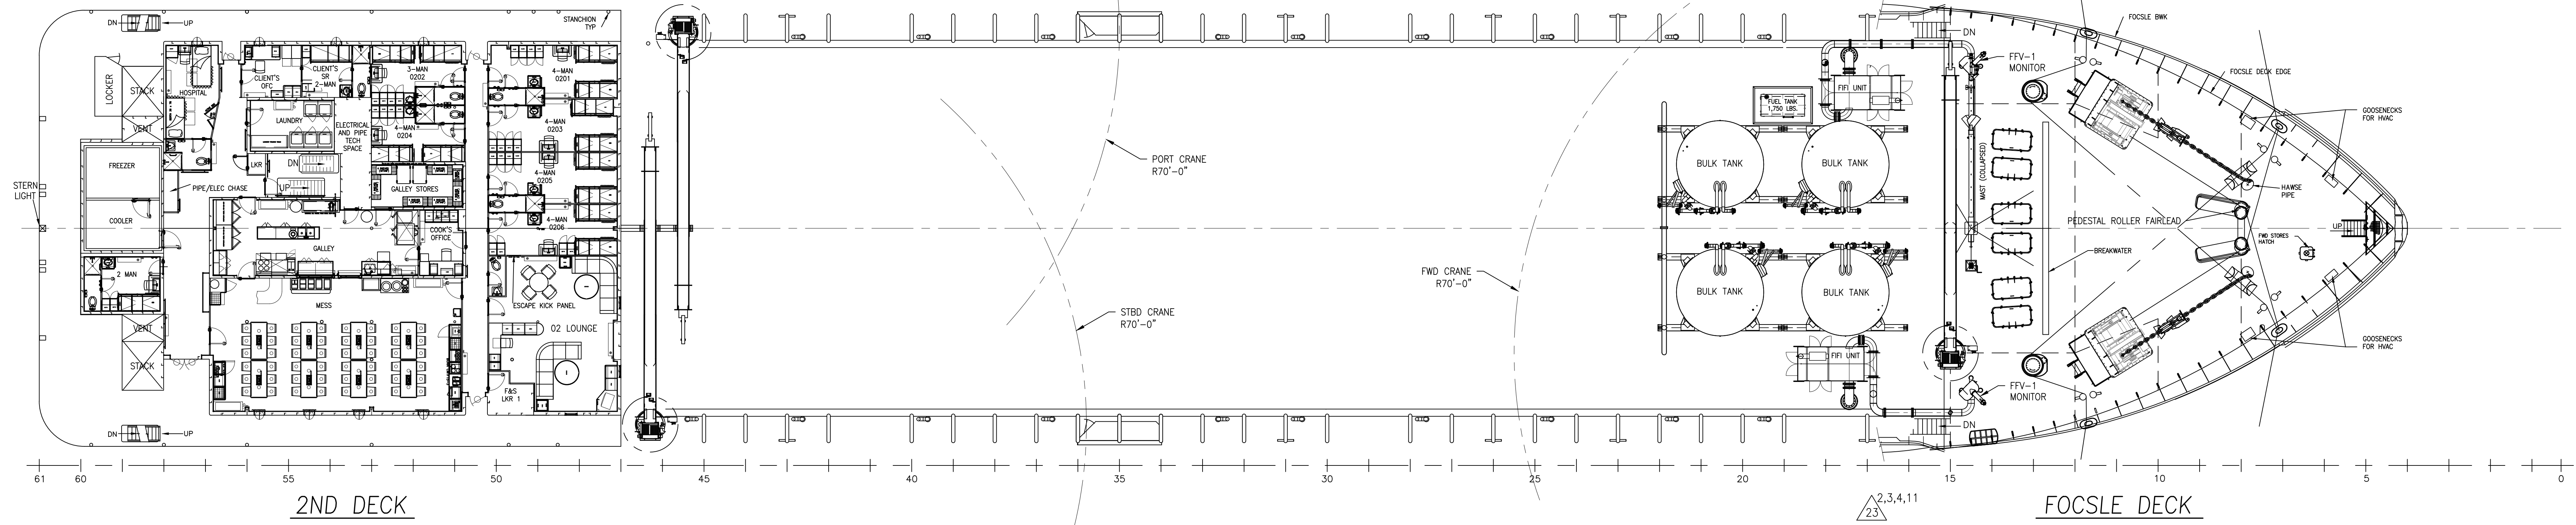 DN
UP
STANCHION
TYP
LOCKER
STACK
VENT
HOSPITAL
CLIENT'S
OFC
CLIENT'S
SR
2-MAN
3-MAN
0202
LAUNDRY
ELECTRICAL
AND PIPE
TECH
SPACE
4-MAN
0204
LKR
DN
UP
FREEZER
COOLER
PIPE/ELEC CHASE
GALLEY STORES
STERN
LIGHT
GALLEY
COOK'S
OFFICE
2 MAN
MESS
VENT
STACK
DN
UP
4-MAN
0201
4-MAN
0203
4-MAN
0205
4-MAN
0206
ESCAPE KICK PANEL
02 LOUNGE
F&S
LKR 1
PORT CRANE
R70'-0"
STBD CRANE
R70'-0"
FWD CRANE
R70'-0"
FUEL TANK
1,750 LBS.
FIFI UNIT
BULK TANK
BULK TANK
BULK TANK
BULK TANK
FIFI UNIT
DN
FFV-1
MONITOR
MAST (COLLAPSED)
FFV-1
MONITOR
DN
FOCSLE BWK
FOCSLE DECK EDGE
GOOSENECKS
FOR HVAC
HAWSE
PIPE
PEDESTAL ROLLER FAIRLEAD
FWD STORES
HATCH
UP
BREAKWATER
GOOSENECKS
FOR HVAC
61 60 55 50 45 40 35 30 25 20 15 10 5 0
2ND DECK
2,3,4,11
23
FOCSLE DECK